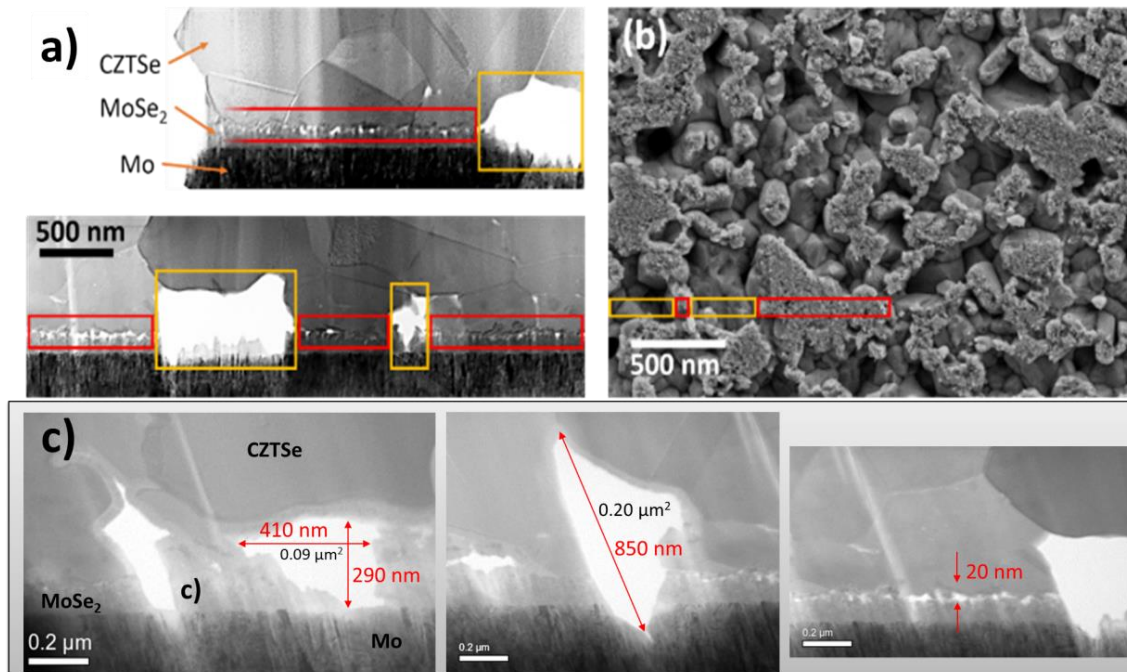 a)
CZTSe
MoSe₂
Mo
500 nm
(b)
500 nm
c)
CZTSe
410 nm
0.09 µm²
290 nm
c)
MoSe₂
Mo
0.2 µm
0.20 µm²
850 nm
0.2 µm
20 nm
0.2 µm